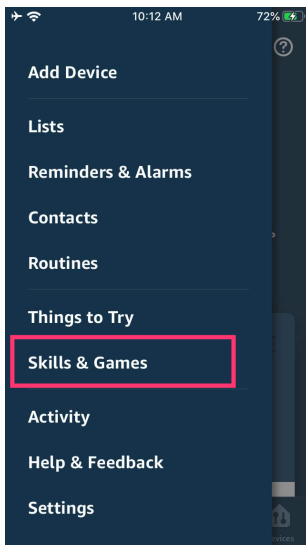 10:12 AM
72%
Add Device
Lists
Reminders & Alarms
Contacts
Routines
Things to Try
Skills & Games
Activity
Help & Feedback
Settings